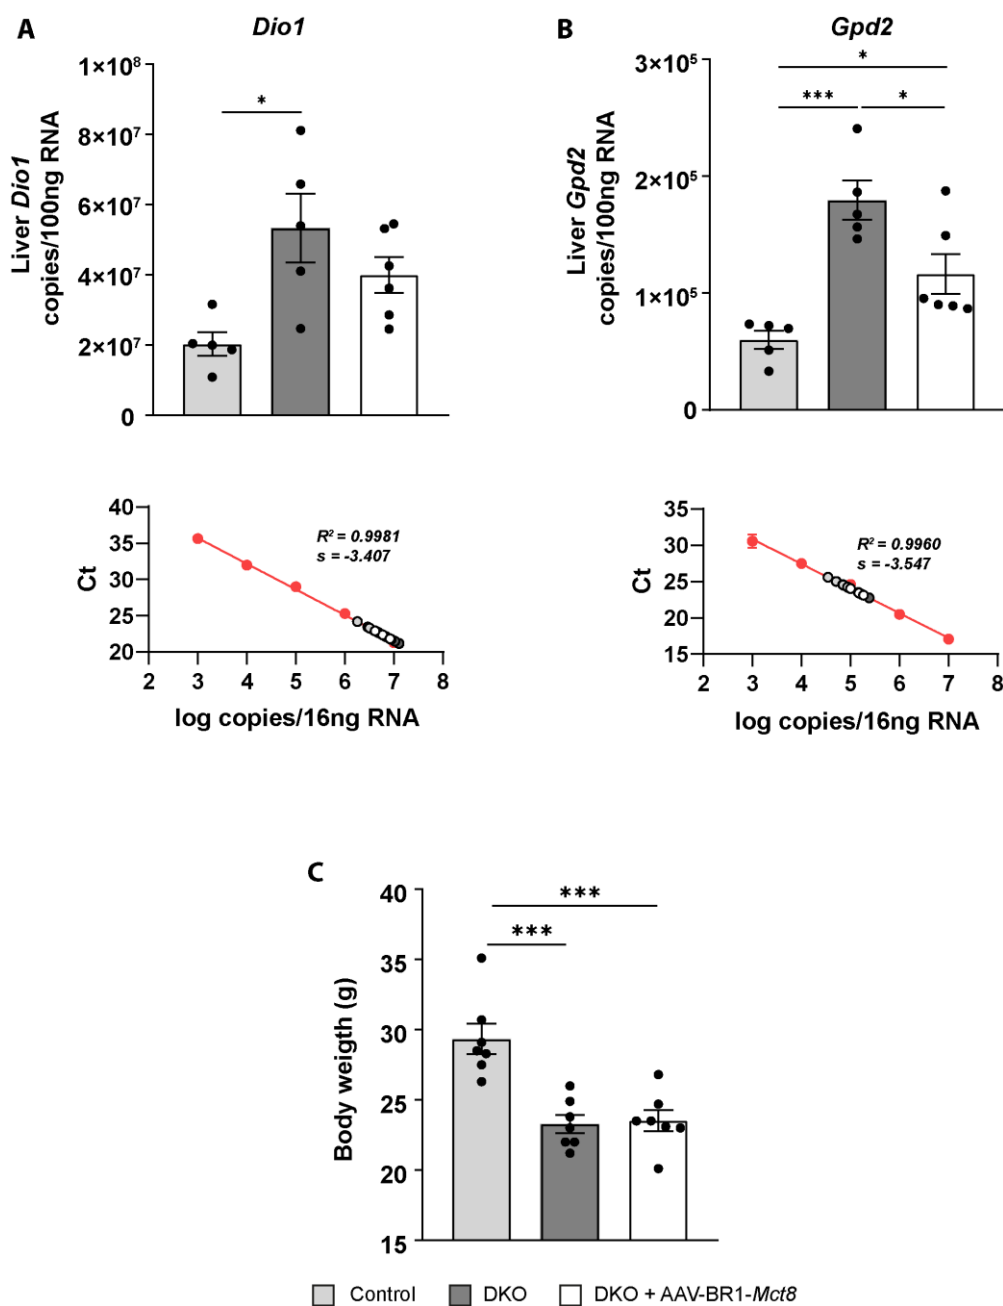 A
Dio1
Liver Dio1
copies/100ng RNA
1×10⁸
8×10⁷
6×10⁷
4×10⁷
2×10⁷
0
*
B
Gpd2
Liver Gpd2
copies/100ng RNA
3×10⁵
2×10⁵
1×10⁵
0
*
***
*
Ct
40
35
30
25
20
R² = 0.9981
s = -3.407
2 3 4 5 6 7 8
log copies/16ng RNA
Ct
35
30
25
20
15
R² = 0.9960
s = -3.547
2 3 4 5 6 7 8
log copies/16ng RNA
C
Body weigth (g)
40
35
30
25
20
15
***
***
Control DKO DKO + AAV-BR1-Mct8